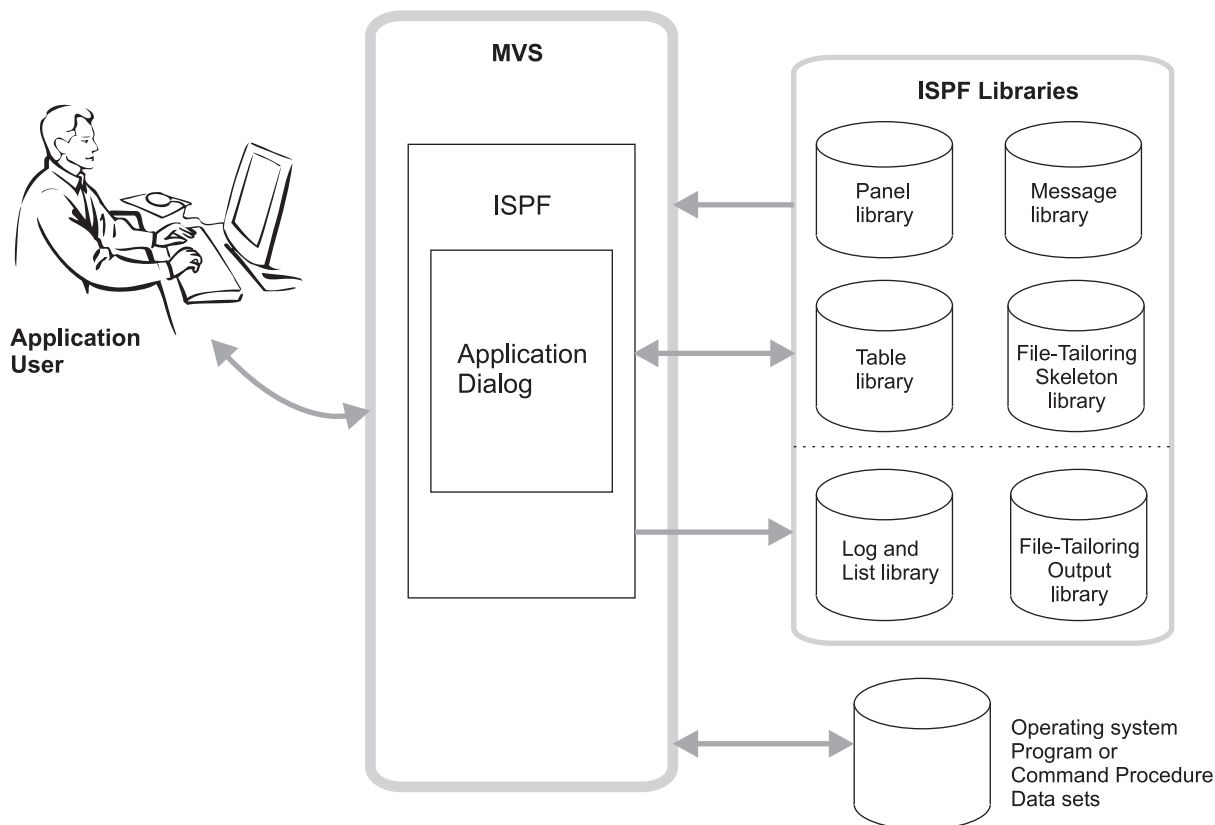 MVS
ISPF Libraries
Panel
library
Message
library
ISPF
Application
User
Application
Dialog
Table
library
File-Tailoring
Skeleton
library
Log and
List library
File-Tailoring
Output
library
Operating system
Program or
Command Procedure
Data sets